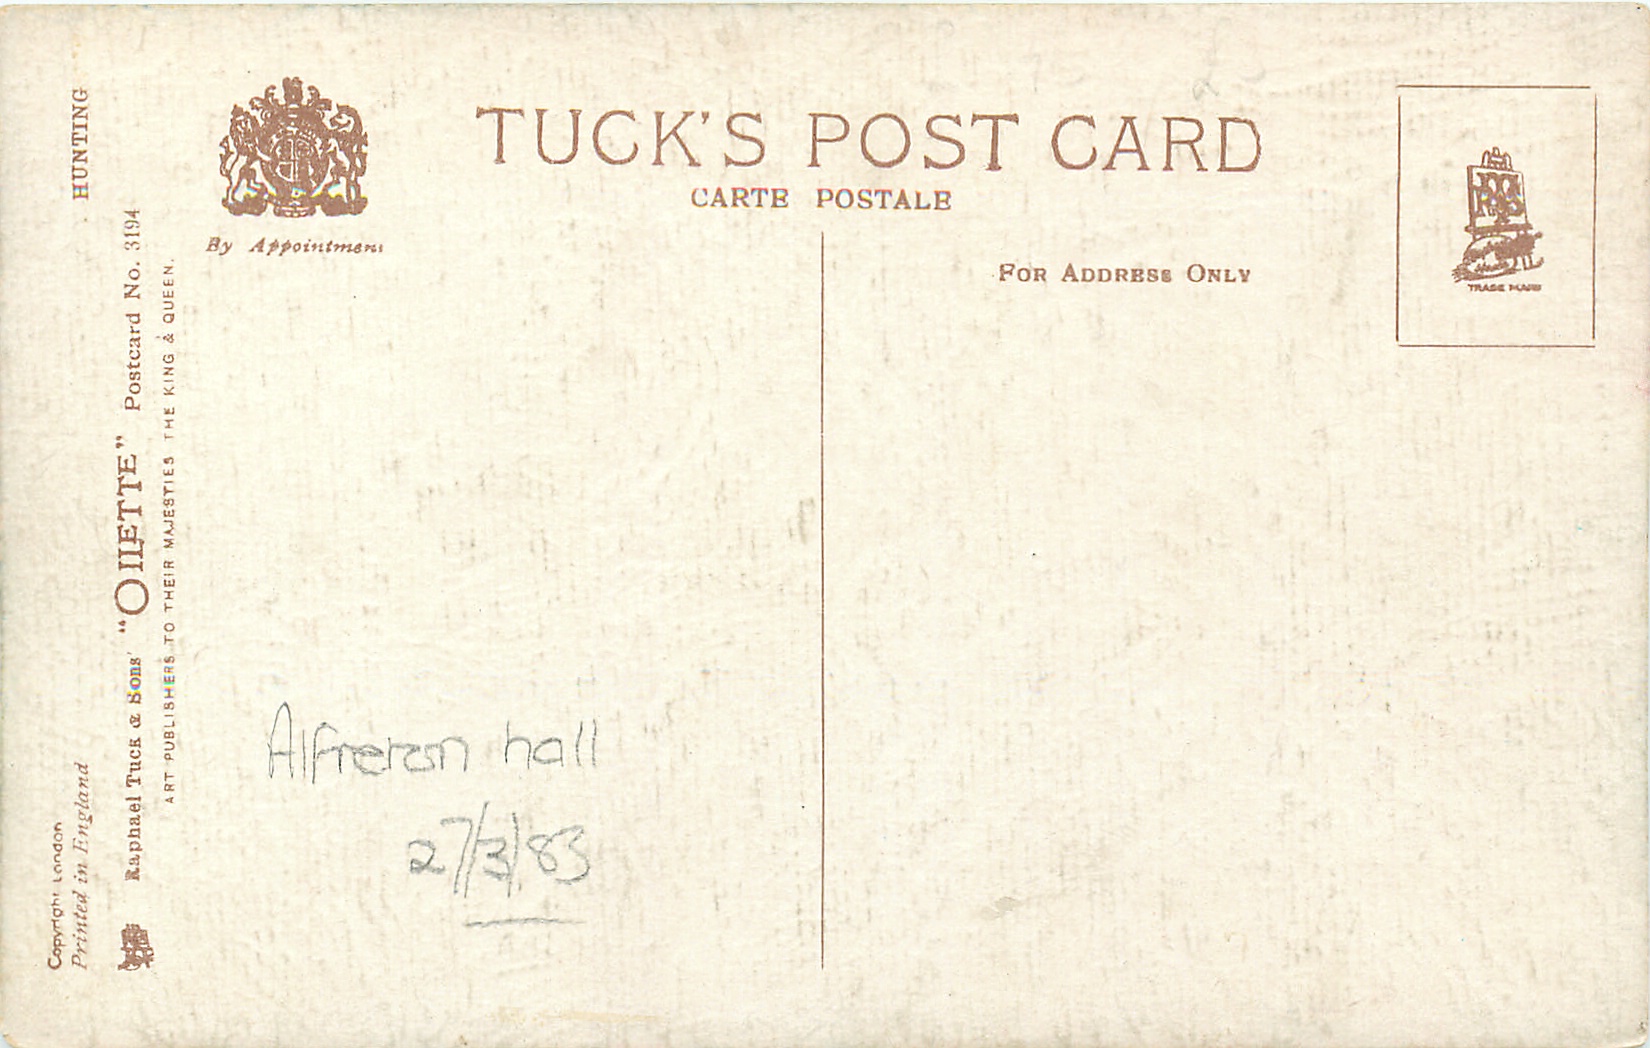 TUCK'S POST CARD
CARTE POSTALE
By Appointment
FOR ADDRESS ONLY
TRADE MARK
HUNTING
Raphael Tuck & Sons' "OILETTE" Postcard No. 3194
ART PUBLISHERS TO THEIR MAJESTIES THE KING & QUEEN.
Copyright London
Printed in England
Alfreton hall
27/3/83